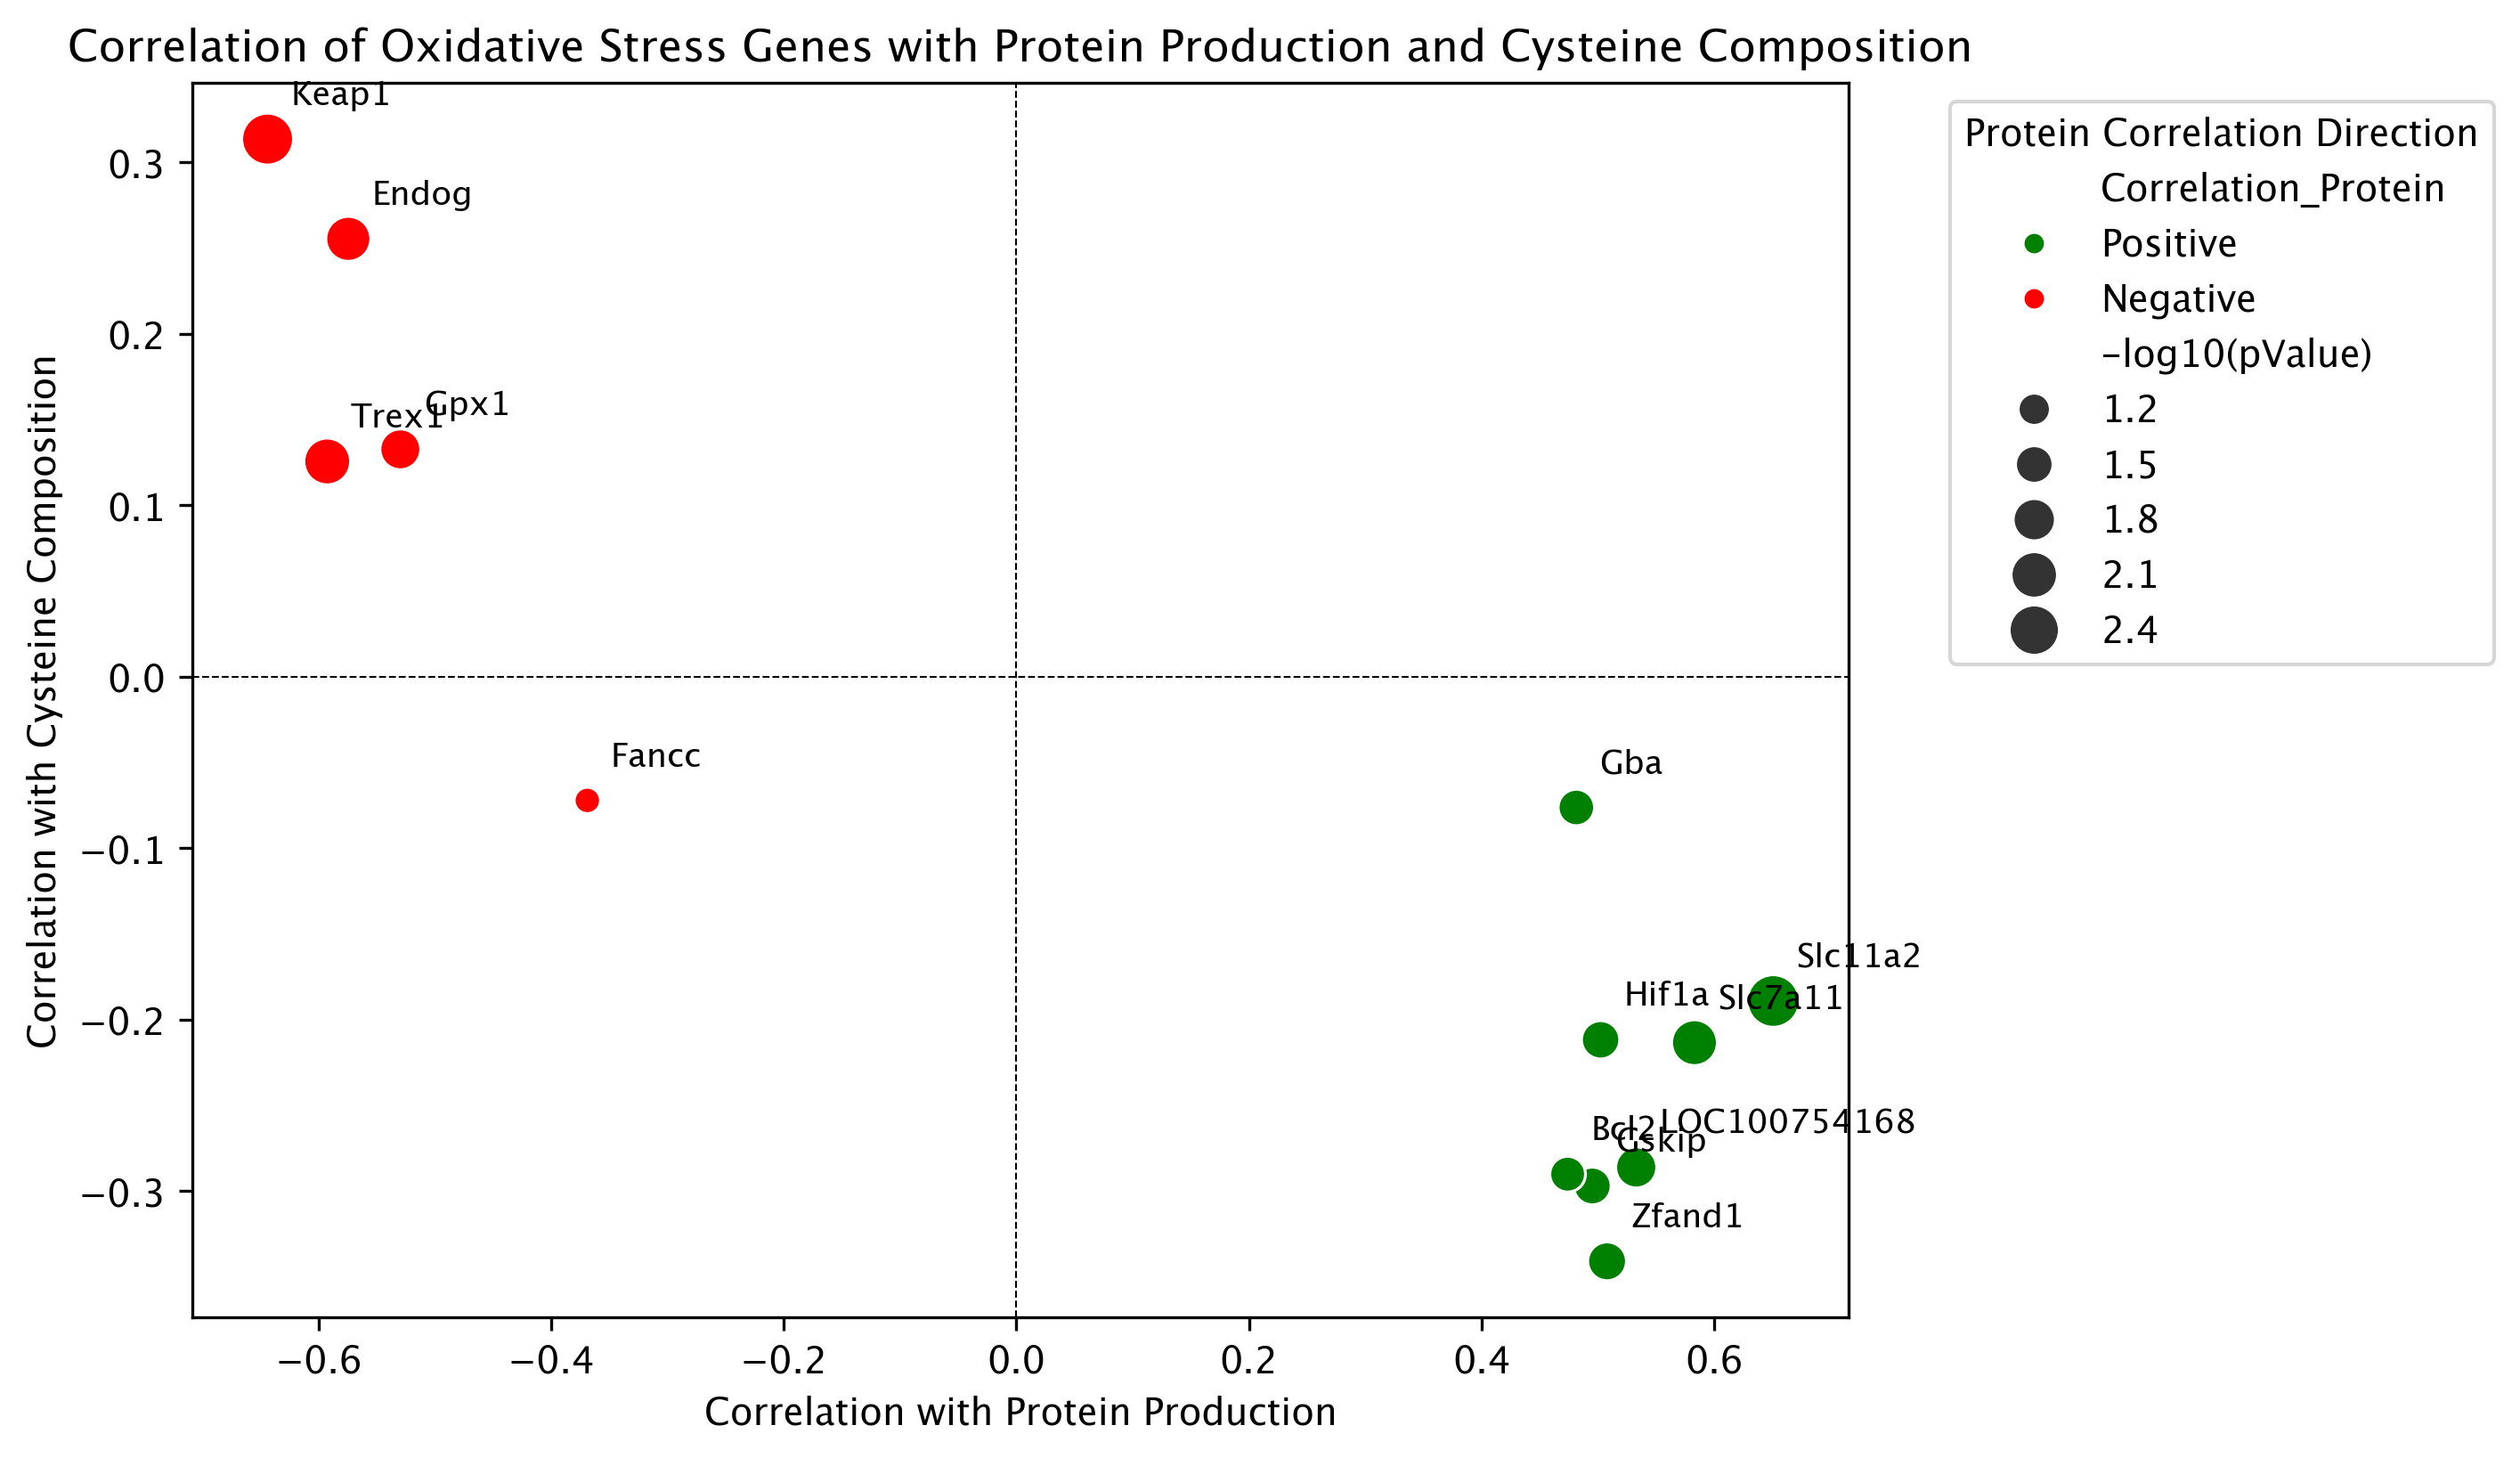 Correlation of Oxidative Stress Genes with Protein Production and Cysteine Composition
Keap1
Endog
Gpx1
Trex1
Fancc
Gba
Slc11a2
Hif1a
Slc7a11
LOC100754168
Bcl2
Gskip
Zfand1
Correlation with Cysteine Composition
0.3
0.2
0.1
0.0
−0.1
−0.2
−0.3
−0.6
−0.4
−0.2
0.0
0.2
0.4
0.6
Correlation with Protein Production
Protein Correlation Direction
Correlation_Protein
Positive
Negative
-log10(pValue)
1.2
1.5
1.8
2.1
2.4